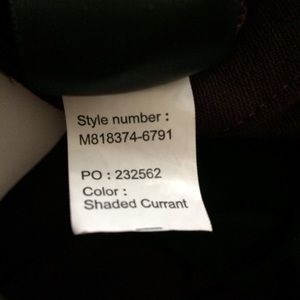 Style number :
M818374-6791
PO : 232562
Color :
Shaded Currant